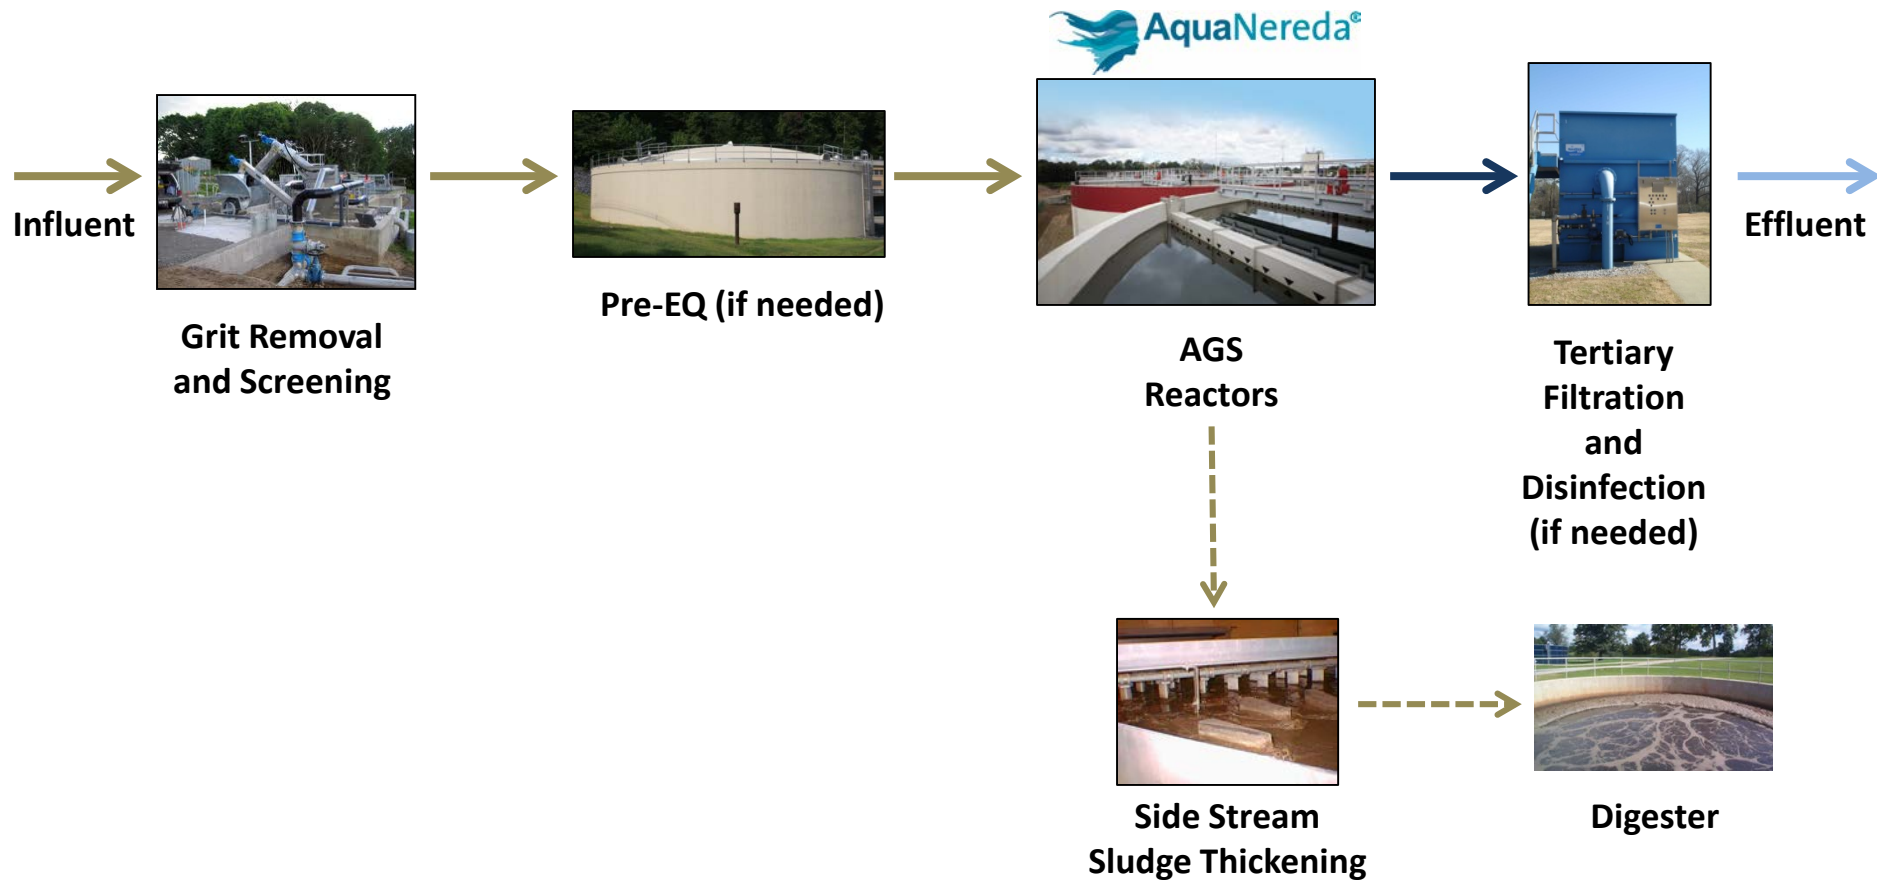 AquaNereda®
Influent
Effluent
Pre-EQ (if needed)
Grit Removal
and Screening
AGS
Reactors
Tertiary
Filtration
and
Disinfection
(if needed)
Side Stream
Sludge Thickening
Digester